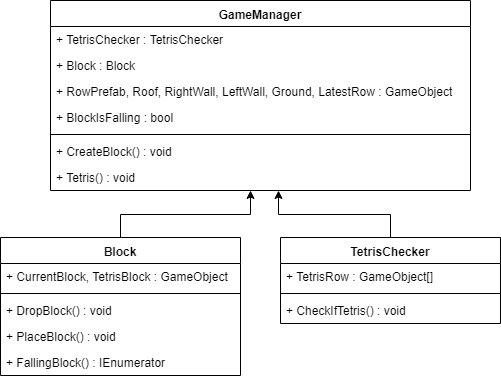 GameManager
+ TetrisChecker : TetrisChecker
+ Block : Block
+ RowPrefab, Roof, RightWall, LeftWall, Ground, LatestRow : GameObject
+ BlockIsFalling : bool
+ CreateBlock() : void
+ Tetris() : void
Block
+ CurrentBlock, TetrisBlock : GameObject
+ DropBlock() : void
+ PlaceBlock() : void
+ FallingBlock() : IEnumerator
TetrisChecker
+ TetrisRow : GameObject[]
+ CheckIfTetris() : void